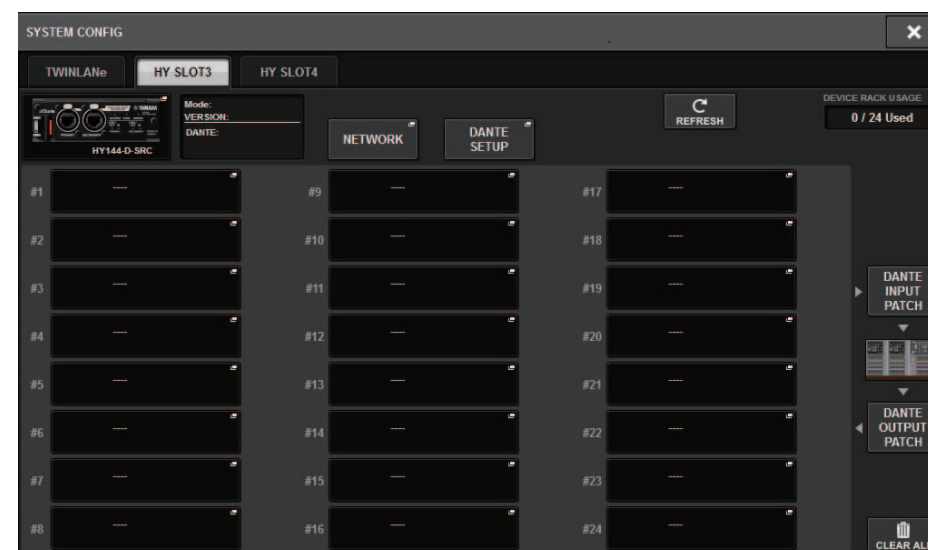 SYSTEM CONFIG
TWINLANe
HY SLOT3
HY SLOT4
YAMAHA
HY144-D-SRC
Mode:
VERSION:
DANTE:
NETWORK
DANTE
SETUP
REFRESH
DEVICE RACK USAGE
0 / 24 Used
#1 ----
#9 ----
#17 ----
#2 ----
#10 ----
#18 ----
#3 ----
#11 ----
#19 ----
#4 ----
#12 ----
#20 ----
#5 ----
#13 ----
#21 ----
#6 ----
#14 ----
#22 ----
#7 ----
#15 ----
#23 ----
#8 ----
#16 ----
#24 ----
DANTE
INPUT
PATCH
DANTE
OUTPUT
PATCH
CLEAR ALL